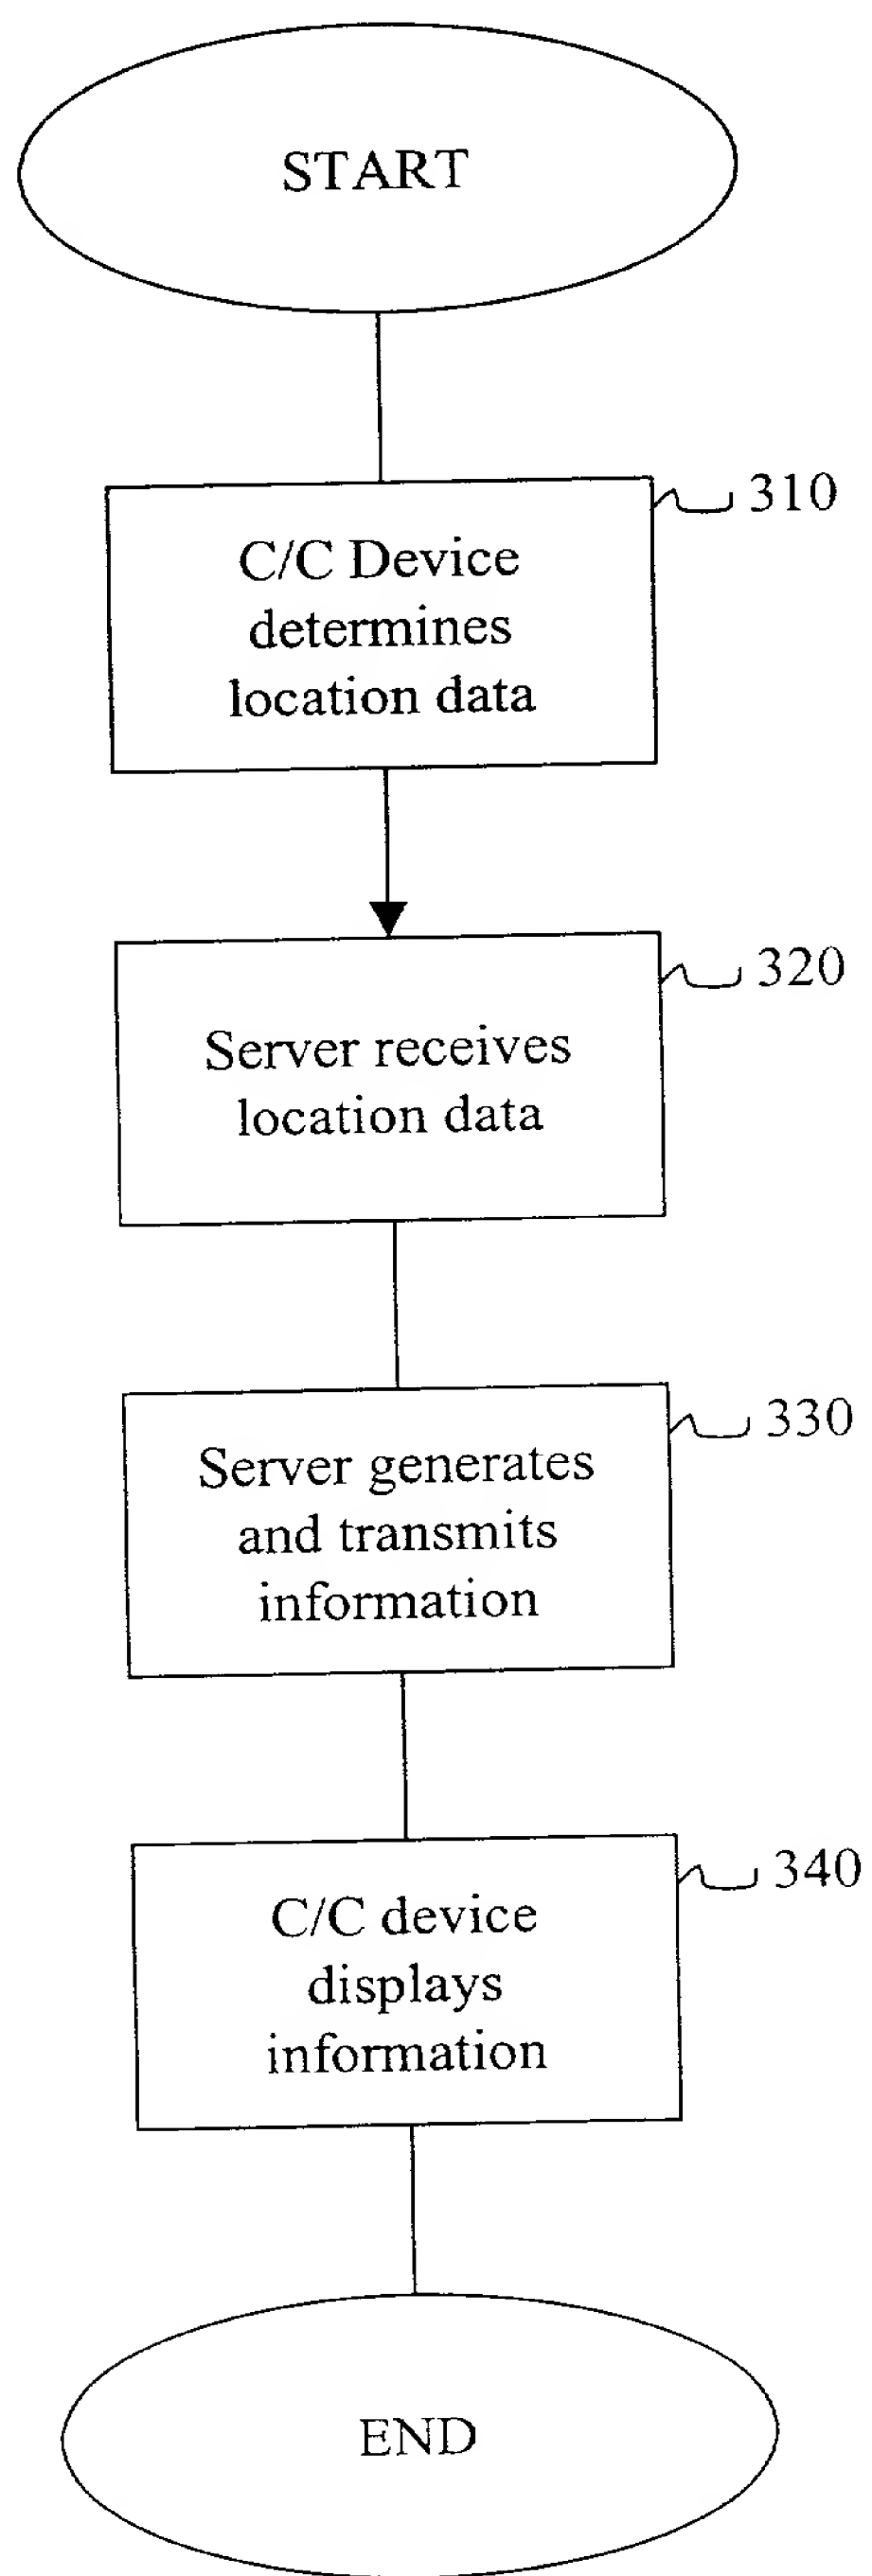 START
310
C/C Device
determines
location data
320
Server receives
location data
330
Server generates
and transmits
information
340
C/C device
displays
information
END